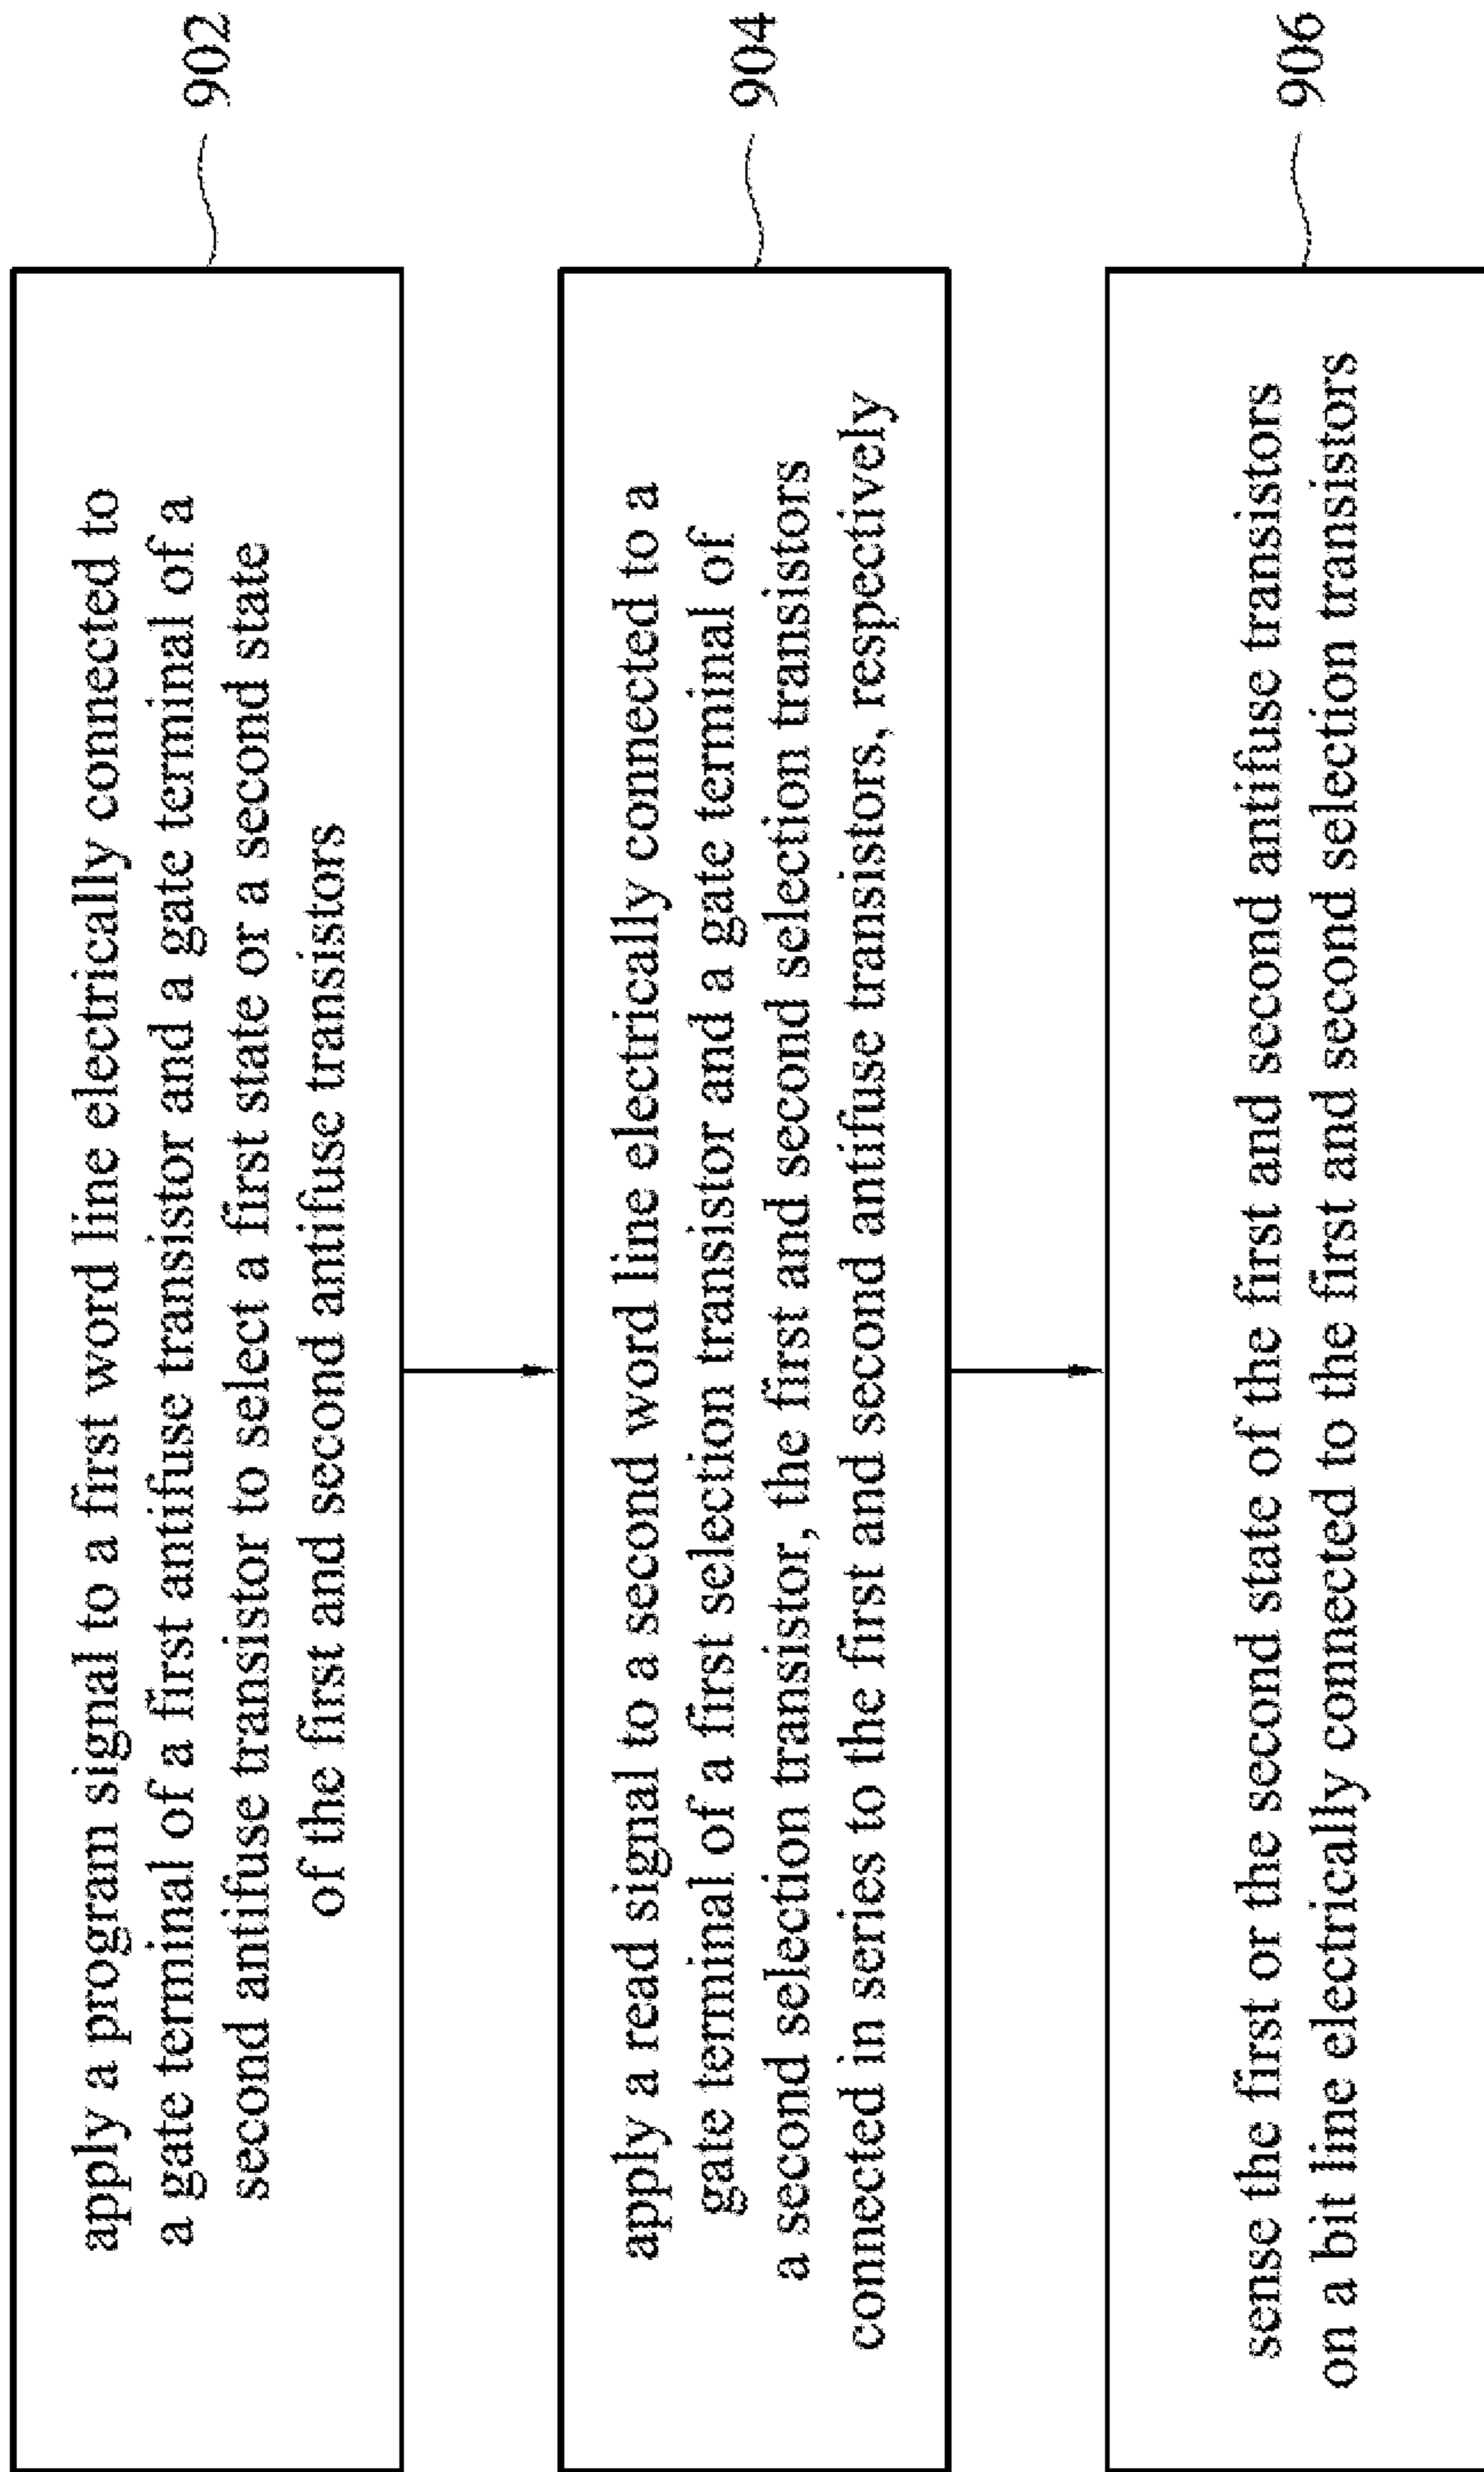 apply a program signal to a first word line electrically connected to
a gate terminal of a first antifuse transistor and a gate terminal of a
second antifuse transistor to select a first state or a second state
of the first and second antifuse transistors
902
apply a read signal to a second word line electrically connected to a
gate terminal of a first selection transistor and a gate terminal of
a second selection transistor, the first and second selection transistors
connected in series to the first and second antifuse transistors, respectively
904
sense the first or the second state of the first and second antifuse transistors
on a bit line electrically connected to the first and second selection transistors
906